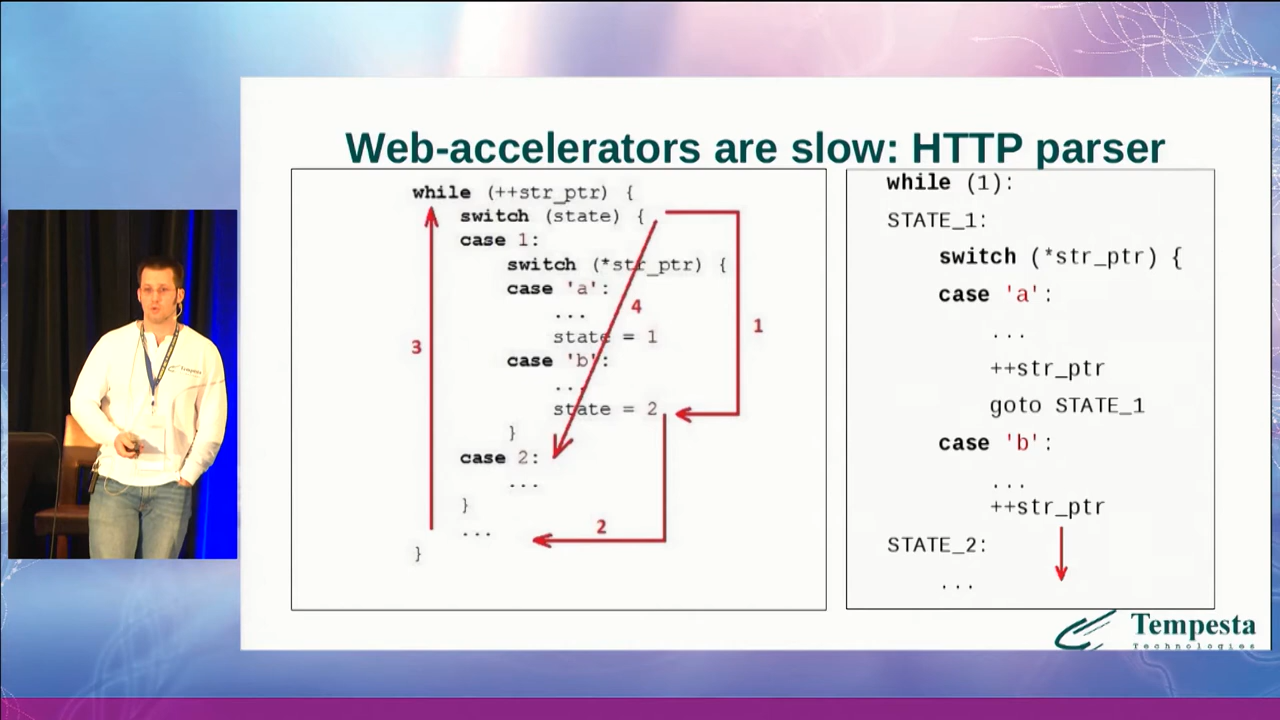 Web-accelerators are slow: HTTP parser
while (++str_ptr) {
switch (state) {
case 1:
switch (*str_ptr) {
case 'a':
...
state = 1
case 'b':
...
state = 2
}
case 2:
...
}
...
}
1
2
3
4
while (1):
STATE_1:
switch (*str_ptr) {
case 'a':
...
++str_ptr
goto STATE_1
case 'b':
...
++str_ptr
STATE_2:
...
Tempesta
Technologies